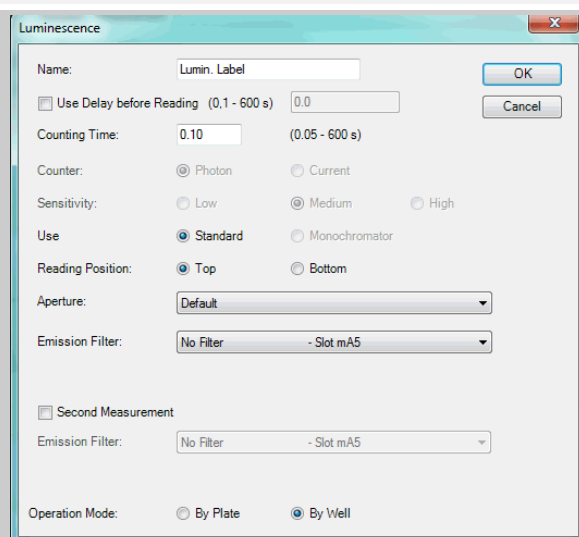 Luminescence
x
Name: Lumin. Label OK
Use Delay before Reading (0,1 - 600 s) 0.0 Cancel
Counting Time: 0.10 (0.05 - 600 s)
Counter: Photon Current
Sensitivity: Low Medium High
Use Standard Monochromator
Reading Position: Top Bottom
Aperture: Default
Emission Filter: No Filter - Slot mA5
Second Measurement
Emission Filter: No Filter - Slot mA5
Operation Mode: By Plate By Well